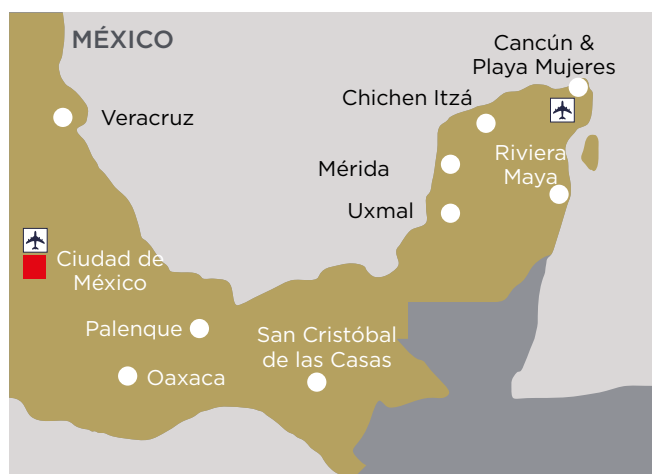 MÉXICO
Cancún &
Playa Mujeres
Chichen Itzá
Veracruz
Riviera
Maya
Mérida
Uxmal
Ciudad de
México
Palenque
San Cristóbal
de las Casas
Oaxaca